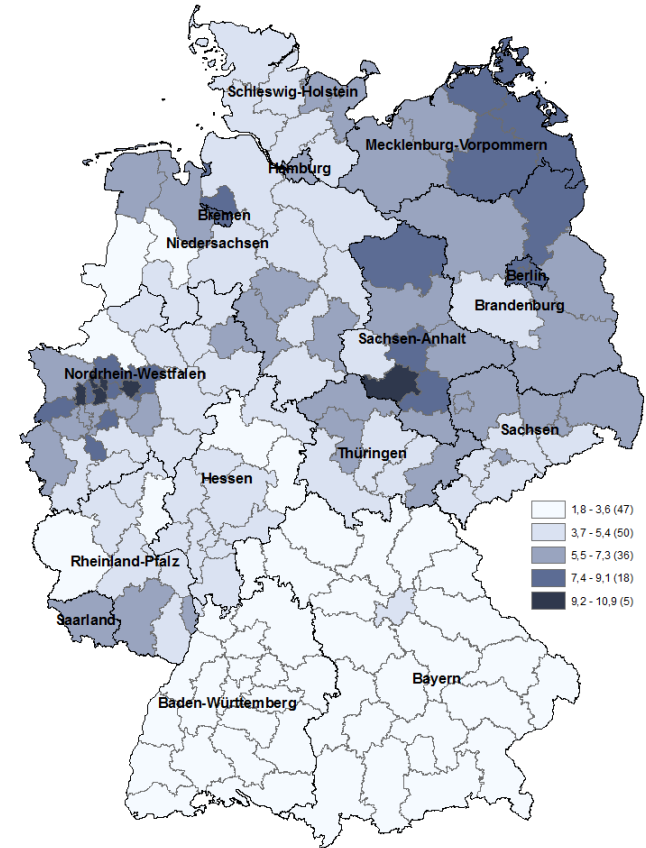 Schleswig-Holstein
Mecklenburg-Vorpommern
Hamburg
Bremen
Niedersachsen
Berlin
Brandenburg
Sachsen-Anhalt
Nordrhein-Westfalen
Sachsen
Thüringen
Hessen
1,8 - 3,6 (47)
3,7 - 5,4 (50)
5,5 - 7,3 (36)
7,4 - 9,1 (18)
9,2 - 10,9 (5)
Rheinland-Pfalz
Saarland
Bayern
Baden-Württemberg